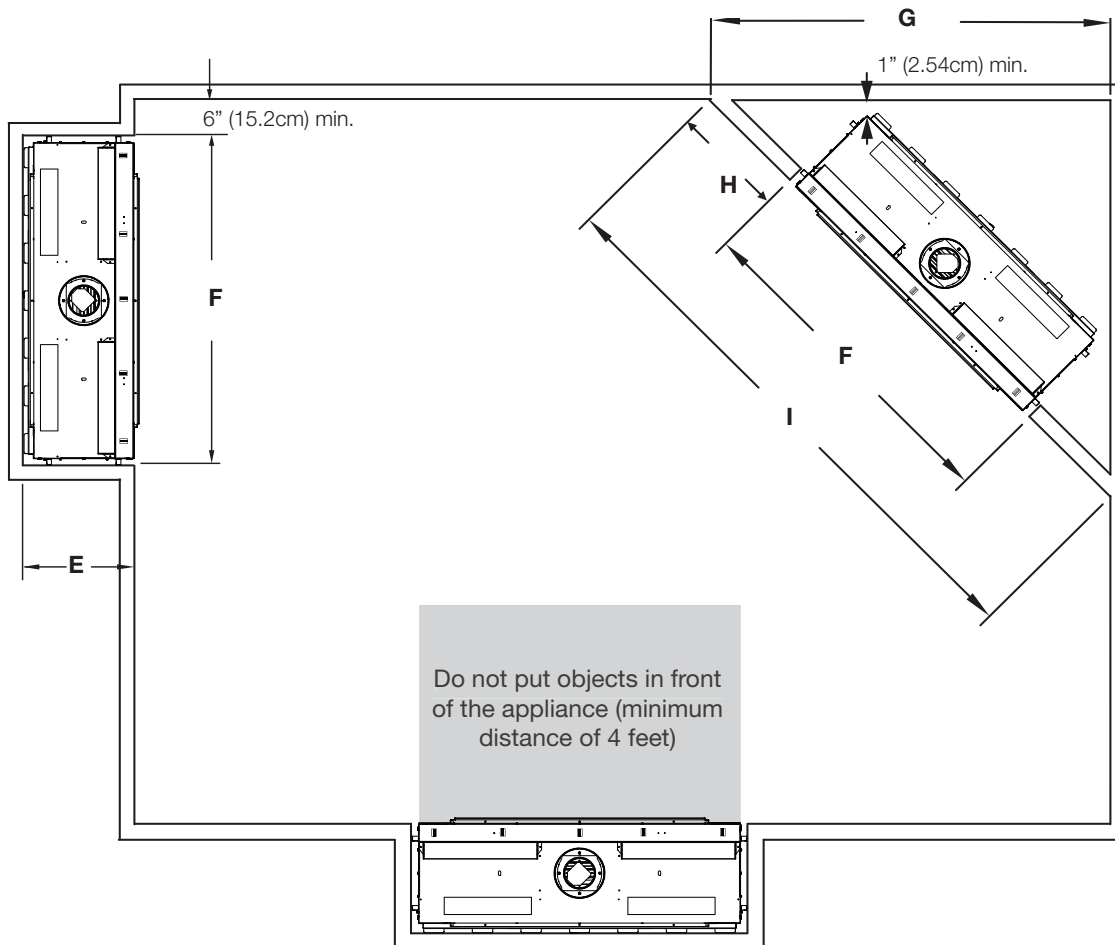 G
1” (2.54cm) min.
6” (15.2cm) min.
H
F
F
I
E
Do not put objects in front
of the appliance (minimum
distance of 4 feet)